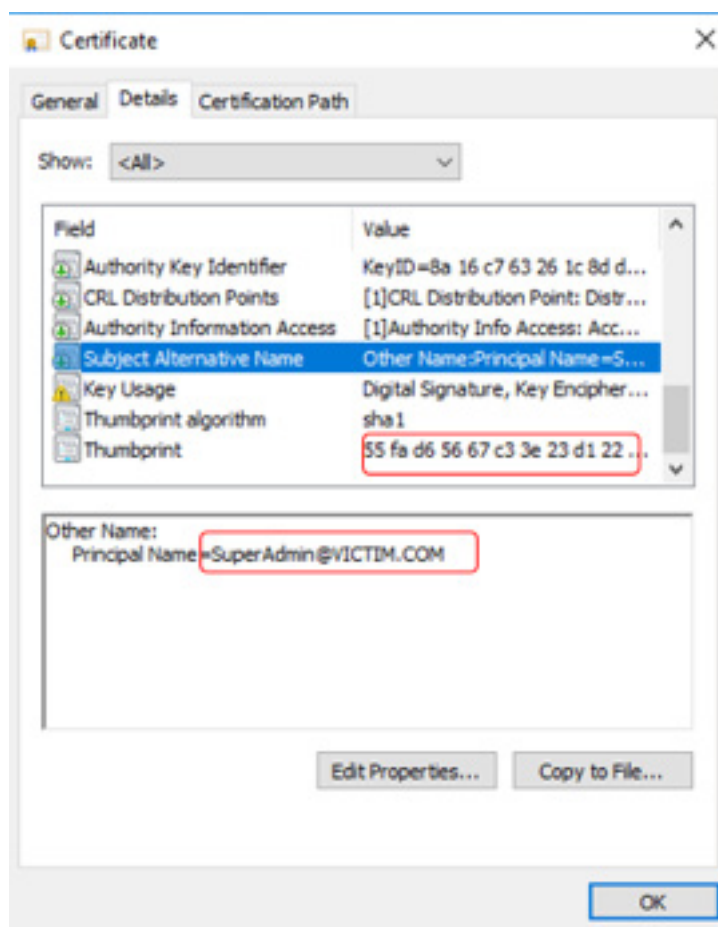 Certificate
General Details Certification Path
Show: <All>
Field Value
Authority Key Identifier KeyID=8a 16 c7 63 26 1c 8d d...
CRL Distribution Points [1]CRL Distribution Point: Distr...
Authority Information Access [1]Authority Info Access: Acc...
Subject Alternative Name Other Name:Principal Name=S...
Key Usage Digital Signature, Key Encipher...
Thumbprint algorithm sha1
Thumbprint 55 fa d6 56 67 c3 3e 23 d1 22 ...
Other Name:
Principal Name=SuperAdmin@VICTIM.COM
Edit Properties... Copy to File...
OK